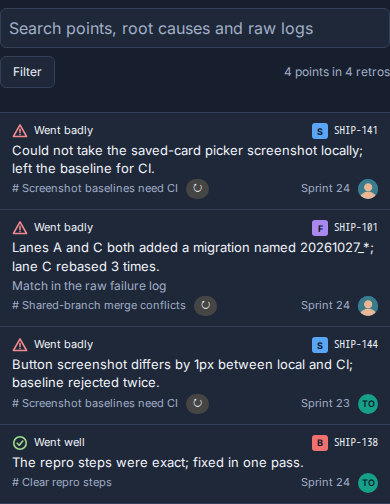 Search points, root causes and raw logs
Filter
4 points in 4 retros
Went badly
S SHIP-141
Could not take the saved-card picker screenshot locally;
left the baseline for CI.
# Screenshot baselines need CI
Sprint 24
Went badly
F SHIP-101
Lanes A and C both added a migration named 20261027_*;
lane C rebased 3 times.
Match in the raw failure log
# Shared-branch merge conflicts
Sprint 24
Went badly
S SHIP-144
Button screenshot differs by 1px between local and CI;
baseline rejected twice.
# Screenshot baselines need CI
Sprint 23 TO
Went well
B SHIP-138
The repro steps were exact; fixed in one pass.
# Clear repro steps
Sprint 24 TO